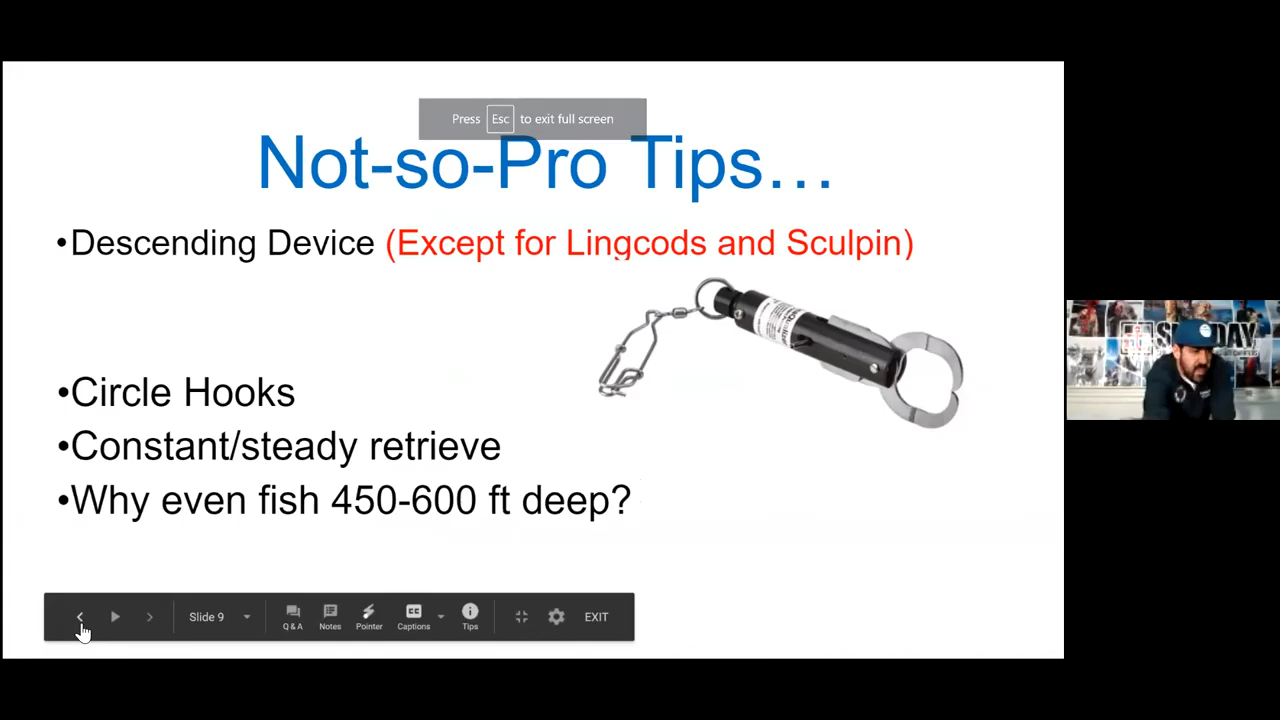 Press Esc to exit full screen
Not-so-Pro Tips…
•Descending Device (Except for Lingcods and Sculpin)
•Circle Hooks
•Constant/steady retrieve
•Why even fish 450-600 ft deep?
Slide 9
Q & A
Notes
Pointer
CC
Captions
Tips
EXIT